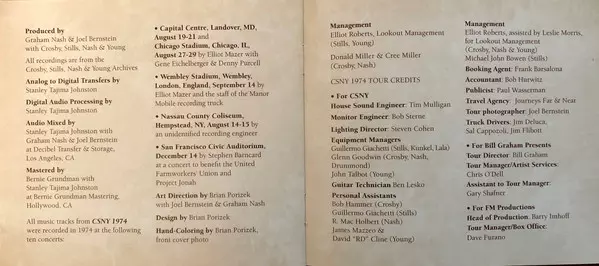 Produced by
Graham Nash & Joel Bernstein
with Crosby, Stills, Nash & Young
All recordings are from the
Crosby, Stills, Nash & Young Archives
Analog to Digital Transfers by
Stanley Tajima Johnston
Digital Audio Processing by
Stanley Tajima Johnston
Audio Mixed by
Stanley Tajima Johnston with
Graham Nash & Joel Bernstein
at Decibel Transfer & Storage,
Los Angeles, CA
Mastered by
Bernie Grundman with
Stanley Tajima Johnston
at Bernie Grundman Mastering,
Hollywood, CA
All music tracks from CSNY 1974
were recorded in 1974 at the following
ten concerts:
• Capital Centre, Landover, MD,
August 19-21 and
Chicago Stadium, Chicago, IL,
August 27-29 by Elliot Mazer with
Gene Eichelberger & Denny Purcell
• Wembley Stadium, Wembley,
London, England, September 14 by
Elliot Mazer and the staff of the Manor
Mobile recording truck
• Nassau County Coliseum,
Hempstead, NY, August 14-15 by
an unidentified recording engineer
• San Francisco Civic Auditorium,
December 14 by Stephen Barncard
at a concert to benefit the United
Farmworkers' Union and
Project Jonah
Art Direction by Brian Porizek
with Joel Bernstein & Graham Nash
Design by Brian Porizek
Hand-Coloring by Brian Porizek,
front cover photo
Management
Elliot Roberts, Lookout Management
(Stills, Young)
Donald Miller & Cree Miller
(Crosby, Nash)
CSNY 1974 TOUR CREDITS
• For CSNY
House Sound Engineer: Tim Mulligan
Monitor Engineer: Bob Sterne
Lighting Director: Steven Cohen
Equipment Managers
Guillermo Giachetti (Stills, Kunkel, Lala)
Glenn Goodwin (Crosby, Nash,
Drummond)
John Talbot (Young)
Guitar Technician Ben Lesko
Personal Assistants
Bob Hammer (Crosby)
Guillermo Giachetti (Stills)
R. Mac Holbert (Nash)
James Mazzeo &
David "RD" Cline (Young)
Management
Elliot Roberts, assisted by Leslie Morris,
for Lookout Management
(Crosby, Nash & Young)
Michael John Bowen (Stills)
Booking Agent: Frank Barsalona
Accountant: Bob Hurwitz
Publicist: Paul Wasserman
Travel Agency: Journeys Far & Near
Tour photographer: Joel Bernstein
Truck Drivers: Jim Deluca,
Sal Cappozoli, Jim Flibott
• For Bill Graham Presents
Tour Director: Bill Graham
Tour Manager/Artist Services:
Chris O'Dell
Assistant to Tour Manager:
Gary Shafner
• For FM Productions
Head of Production: Barry Imhoff
Tour Manager/Box Office:
Dave Furano